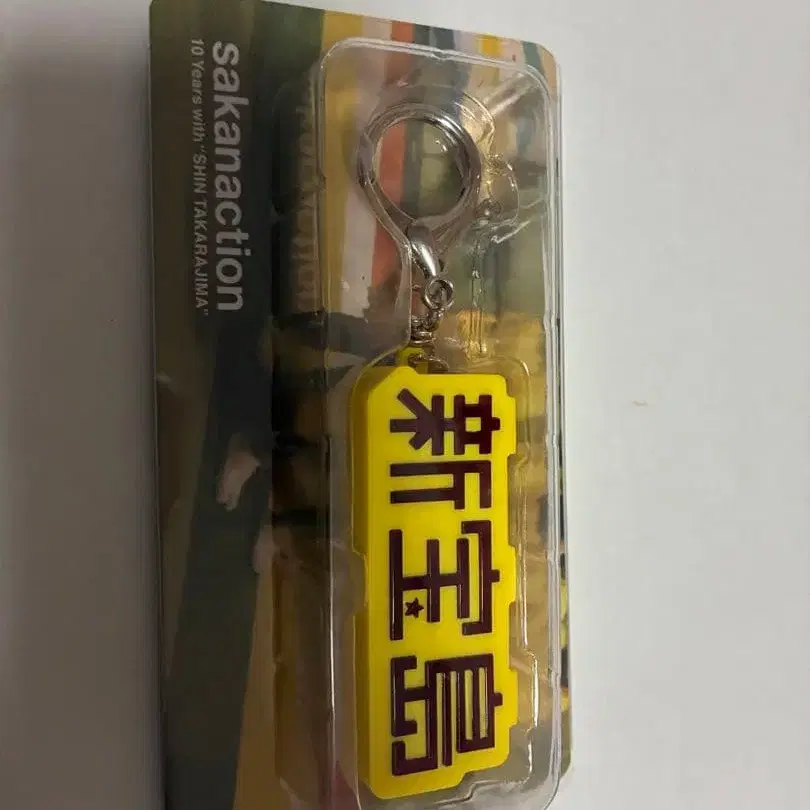 sakanaction
10 Years with "SHIN TAKARAJIMA"
新宝島